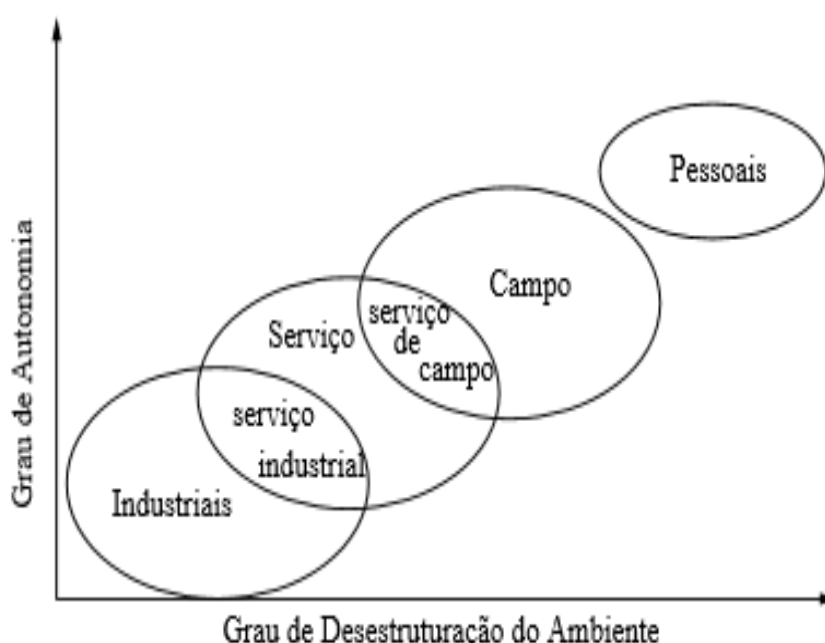 Pessoais
Campo
serviço
de
campo
Serviço
serviço
industrial
Industriais
Grau de Autonomia
Grau de Desestruturação do Ambiente